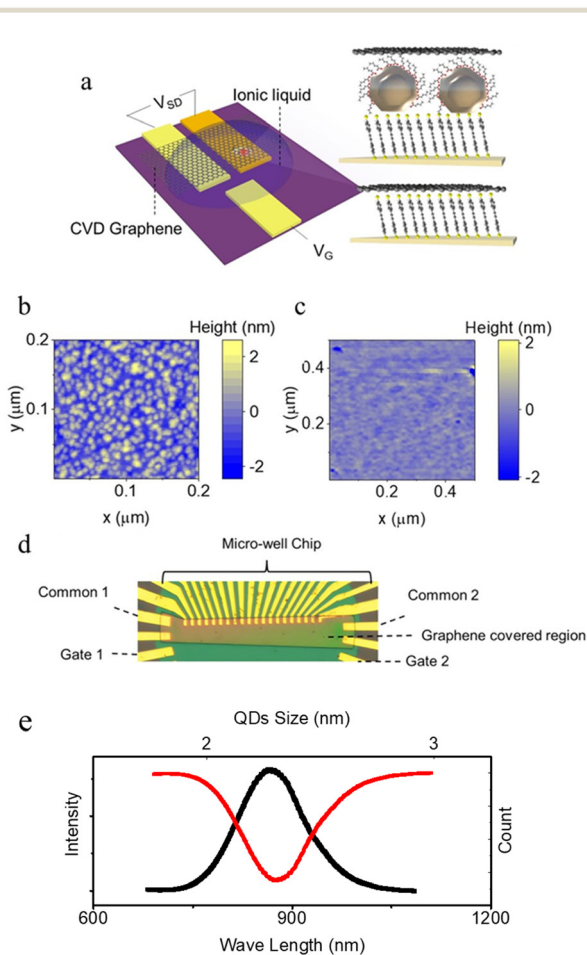 a
V_SD
Ionic liquid
CVD Graphene
V_G
b
Height (nm)
0.2
2
y (μm)
0.1
0
-2
0.1
0.2
x (μm)
c
Height (nm)
2
0.4
y (μm)
0
0.2
-2
0.2
0.4
x (μm)
d
Micro-well Chip
Common 1
Common 2
Graphene covered region
Gate 1
Gate 2
e
QDs Size (nm)
2
3
Intensity
Count
600
900
1200
Wave Length (nm)